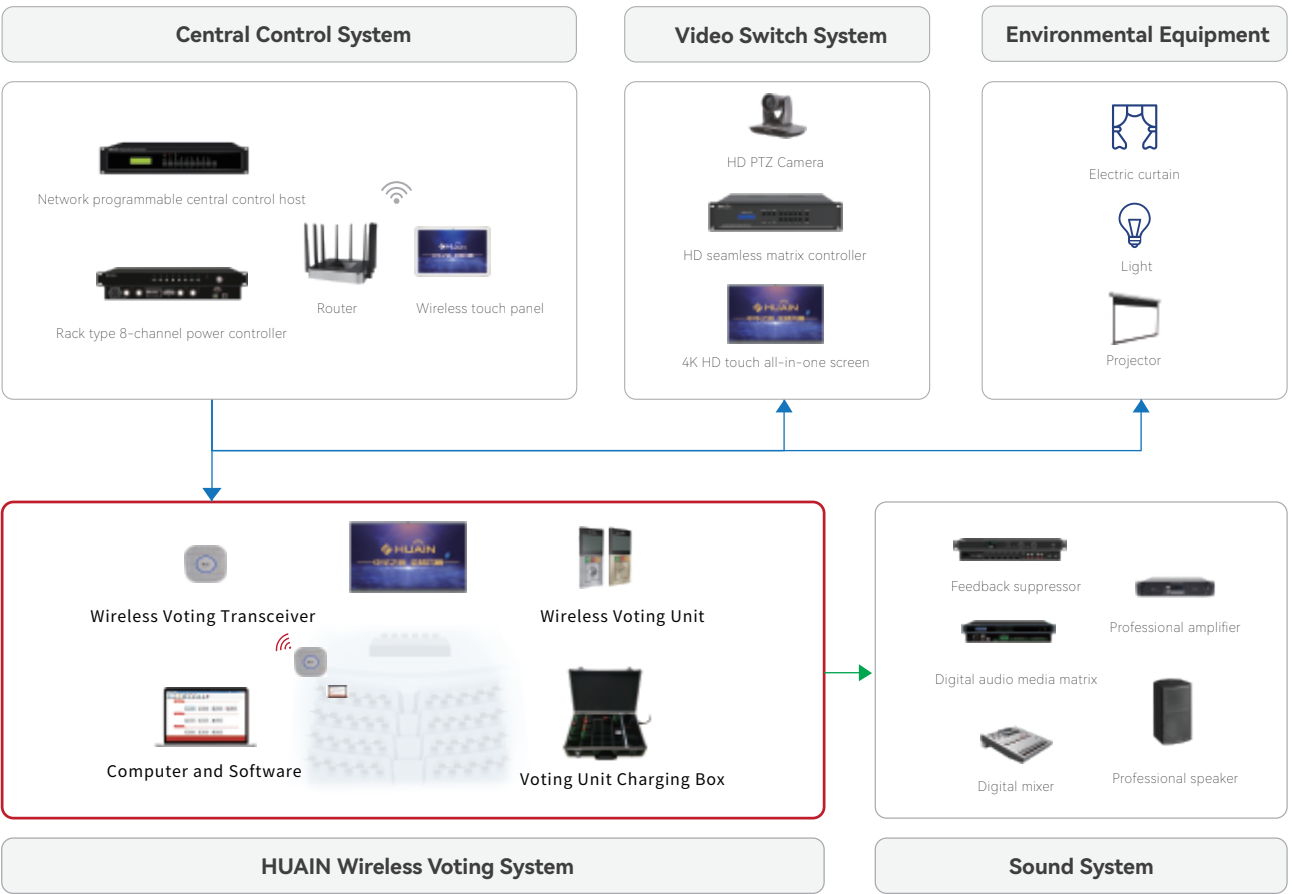 Central Control System
Video Switch System
Environmental Equipment
Network programmable central control host
Router
Wireless touch panel
Rack type 8-channel power controller
HD PTZ Camera
HD seamless matrix controller
HUAIN
4K HD touch all-in-one screen
Electric curtain
Light
Projector
HUAIN
Wireless Voting Transceiver
Wireless Voting Unit
Computer and Software
Voting Unit Charging Box
Feedback suppressor
Professional amplifier
Digital audio media matrix
Digital mixer
Professional speaker
HUAIN Wireless Voting System
Sound System